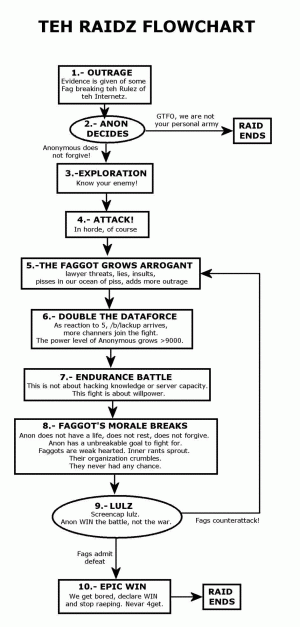 TEH RAIDZ FLOWCHART
1.- OUTRAGE
Evidence is given of some
Fag breaking teh Rulez of
teh Internetz.
2.- ANON
DECIDES
GTFO, we are not
your personal army
RAID
ENDS
Anonymous does
not forgive!
3.-EXPLORATION
Know your enemy!
4.- ATTACK!
In horde, of course
5.-THE FAGGOT GROWS ARROGANT
lawyer threats, lies, insults,
pisses in our ocean of piss, adds more outrage
6.- DOUBLE THE DATAFORCE
As reaction to 5, /b/lackup arrives,
more channers join the fight.
The power level of Anonymous grows >9000.
7.- ENDURANCE BATTLE
This is not about hacking knowledge or server capacity.
This fight is about willpower.
8.- FAGGOT'S MORALE BREAKS
Anon does not have a life, does not rest, does not forgive.
Anon has a unbreakable goal to fight for.
Faggots are weak hearted. Inner rants sprout.
Their organization crumbles.
They never had any chance.
9.- LULZ
Screencap lulz.
Anon WIN the battle, not the war.
Fags counterattack!
Fags admit
defeat
10.- EPIC WIN
We get bored, declare WIN
and stop raeping. Nevar 4get.
RAID
ENDS